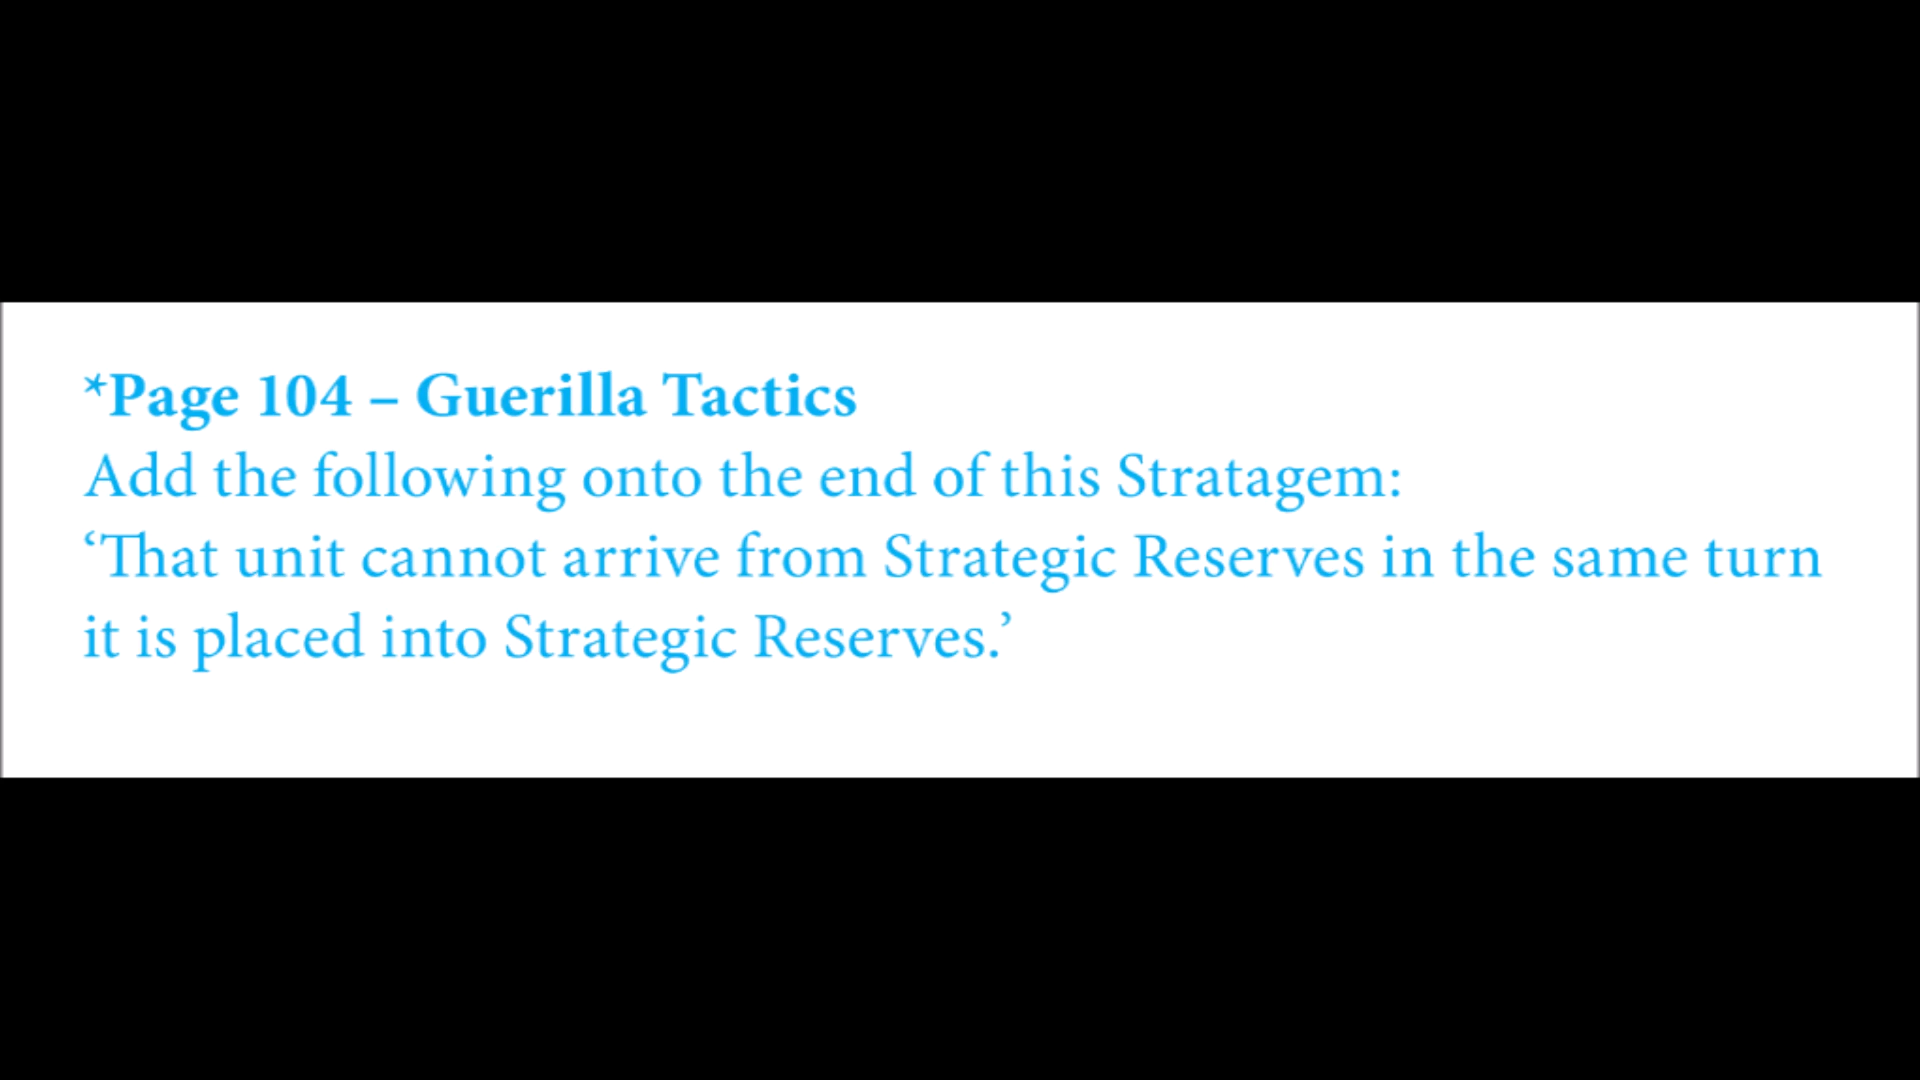 *Page 104 – Guerilla Tactics
Add the following onto the end of this Stratagem:
‘That unit cannot arrive from Strategic Reserves in the same turn
it is placed into Strategic Reserves.’